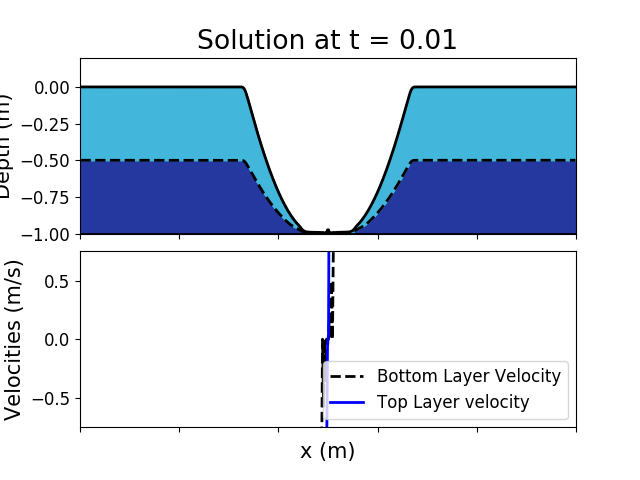 Solution at t = 0.01
Depth (m)
0.00
−0.25
−0.50
−0.75
−1.00
Velocities (m/s)
0.5
0.0
−0.5
Bottom Layer Velocity
Top Layer velocity
x (m)